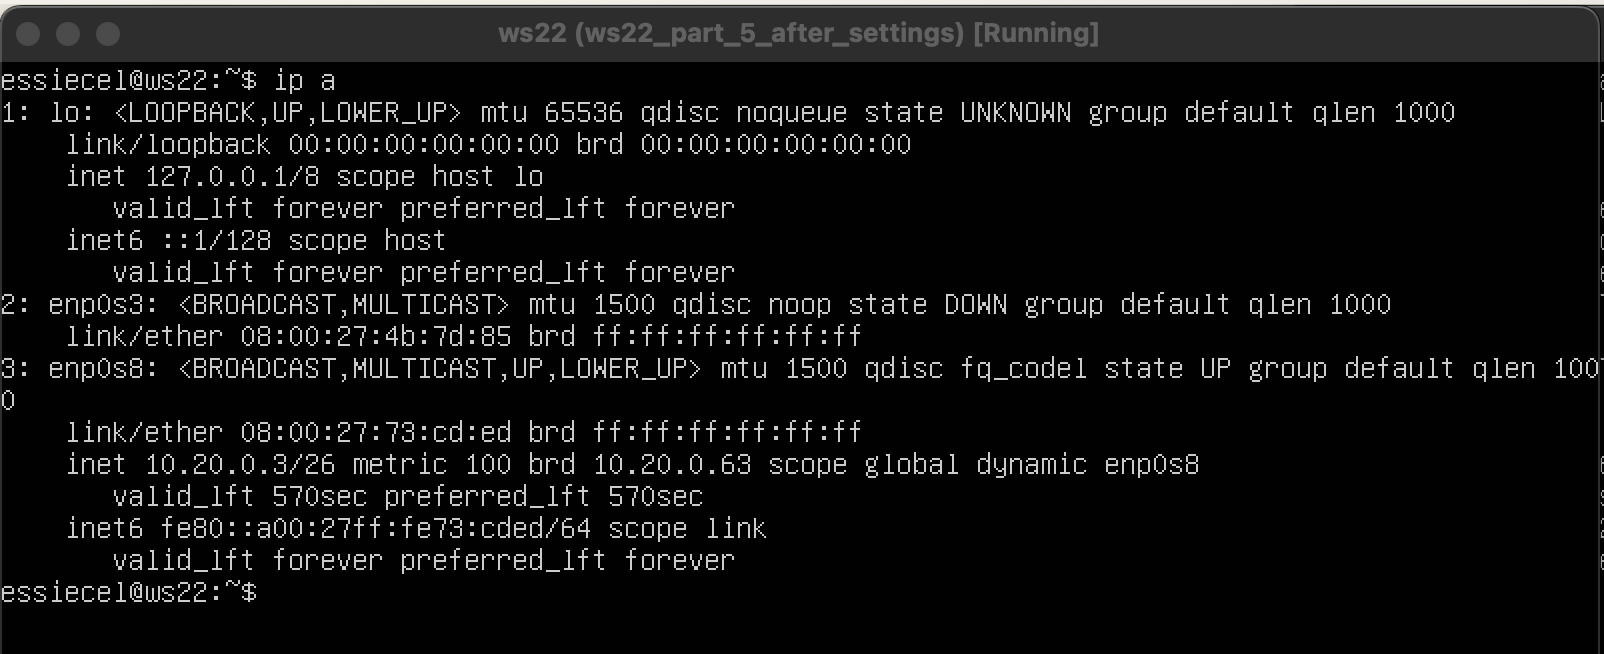 ws22 (ws22_part_5_after_settings) [Running]
essiecel@ws22:~$ ip a
1: lo: <LOOPBACK,UP,LOWER_UP> mtu 65536 qdisc noqueue state UNKNOWN group default qlen 1000
    link/loopback 00:00:00:00:00:00 brd 00:00:00:00:00:00
    inet 127.0.0.1/8 scope host lo
       valid_lft forever preferred_lft forever
    inet6 ::1/128 scope host
       valid_lft forever preferred_lft forever
2: enp0s3: <BROADCAST,MULTICAST> mtu 1500 qdisc noop state DOWN group default qlen 1000
    link/ether 08:00:27:4b:7d:85 brd ff:ff:ff:ff:ff:ff
3: enp0s8: <BROADCAST,MULTICAST,UP,LOWER_UP> mtu 1500 qdisc fq_codel state UP group default qlen 100
0
    link/ether 08:00:27:73:cd:ed brd ff:ff:ff:ff:ff:ff
    inet 10.20.0.3/26 metric 100 brd 10.20.0.63 scope global dynamic enp0s8
       valid_lft 570sec preferred_lft 570sec
    inet6 fe80::a00:27ff:fe73:cded/64 scope link
       valid_lft forever preferred_lft forever
essiecel@ws22:~$